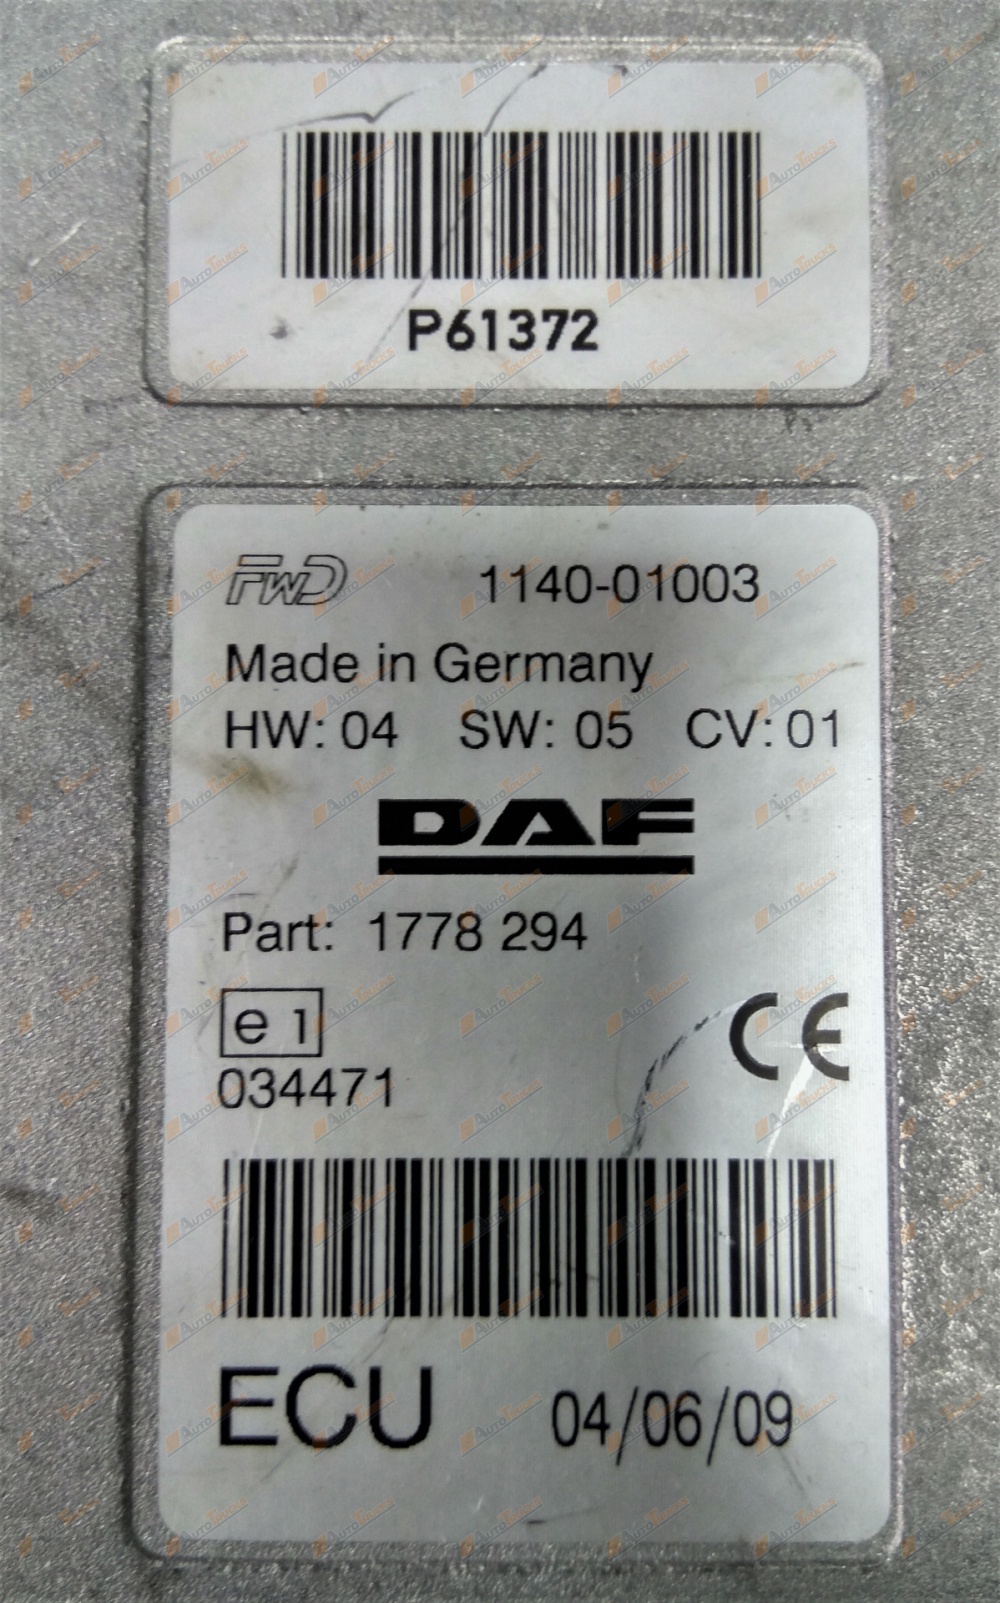 P61372
FWD 1140-01003
Made in Germany
HW: 04 SW: 05 CV: 01
DAF
Part: 1778 294
e 1
034471
CE
ECU 04/06/09
AUTOTRUCKS